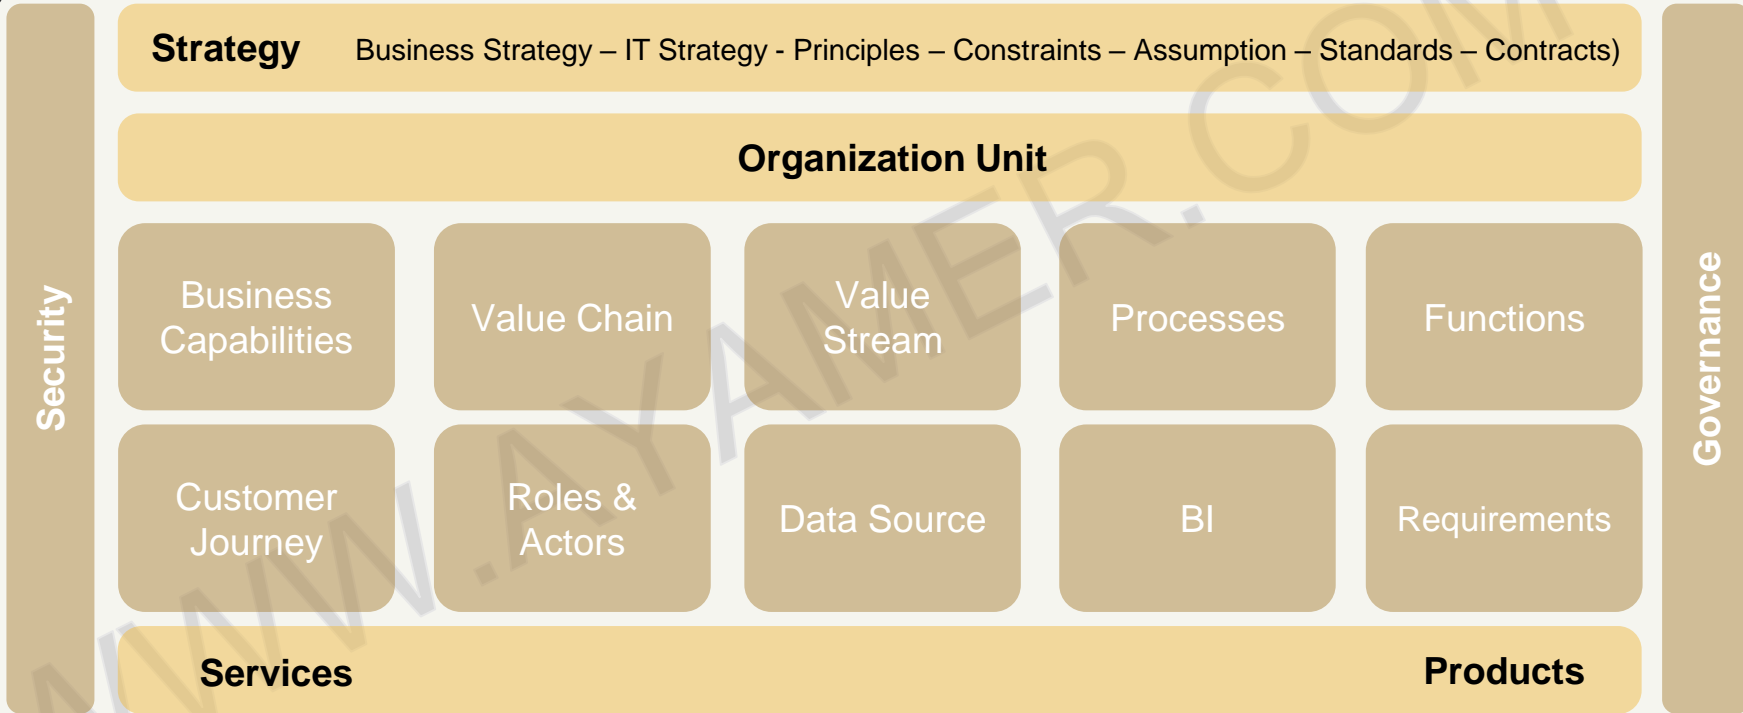 Strategy Business Strategy – IT Strategy - Principles – Constraints – Assumption – Standards – Contracts)
Organization Unit
Security
Business
Capabilities
Value Chain
Value
Stream
Processes
Functions
Governance
Customer
Journey
Roles &
Actors
Data Source
BI
Requirements
Services
Products
WWW.AYAMER.COM